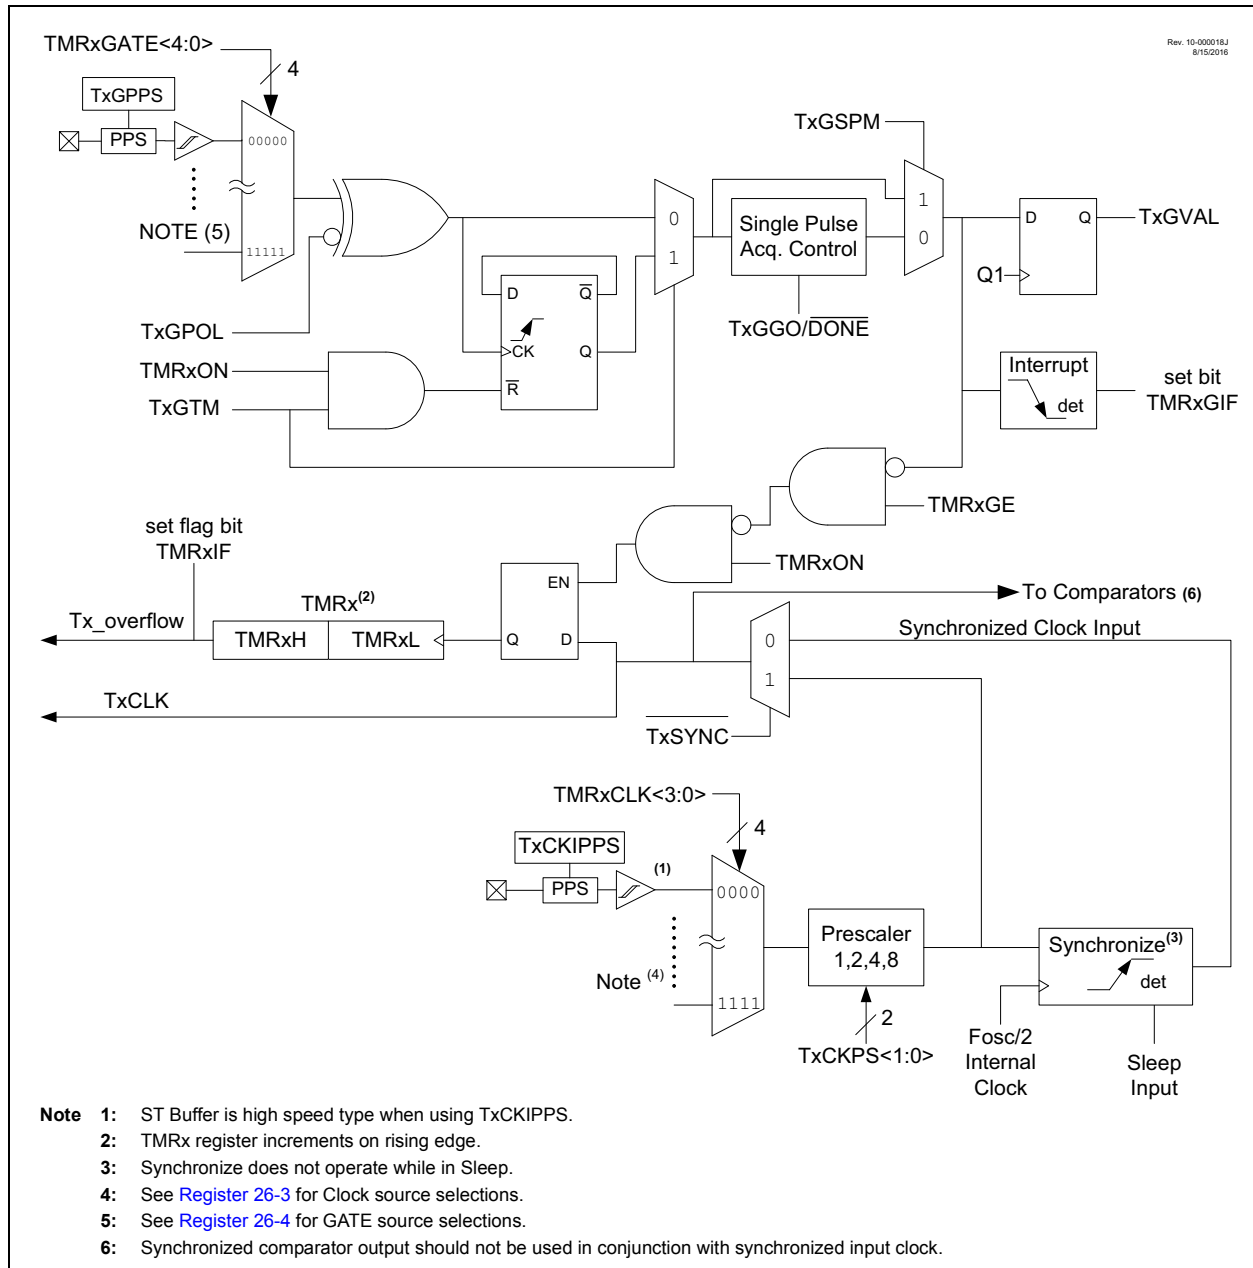 Rev. 10-000018J
8/15/2016
TMRxGATE<4:0>
4
TxGPPS
PPS
00000
NOTE (5)
11111
TxGPOL
TMRxON
TxGTM
D
Q
CK
Q
R
0
1
Single Pulse
Acq. Control
TxGGO/DONE
TxGSPM
1
0
D
Q
Q1
TxGVAL
Interrupt
det
set bit
TMRxGIF
TMRxGE
TMRxON
set flag bit
TMRxIF
Tx_overflow
TMRx(2)
TMRxH
TMRxL
EN
Q
D
To Comparators (6)
Synchronized Clock Input
0
1
TxCLK
TxSYNC
TMRxCLK<3:0>
4
TxCKIPPS
PPS
(1)
0000
Note (4)
1111
Prescaler
1,2,4,8
2
TxCKPS<1:0>
Synchronize(3)
det
Fosc/2
Internal
Clock
Sleep
Input
Note 1: ST Buffer is high speed type when using TxCKIPPS.
2: TMRx register increments on rising edge.
3: Synchronize does not operate while in Sleep.
4: See Register 26-3 for Clock source selections.
5: See Register 26-4 for GATE source selections.
6: Synchronized comparator output should not be used in conjunction with synchronized input clock.